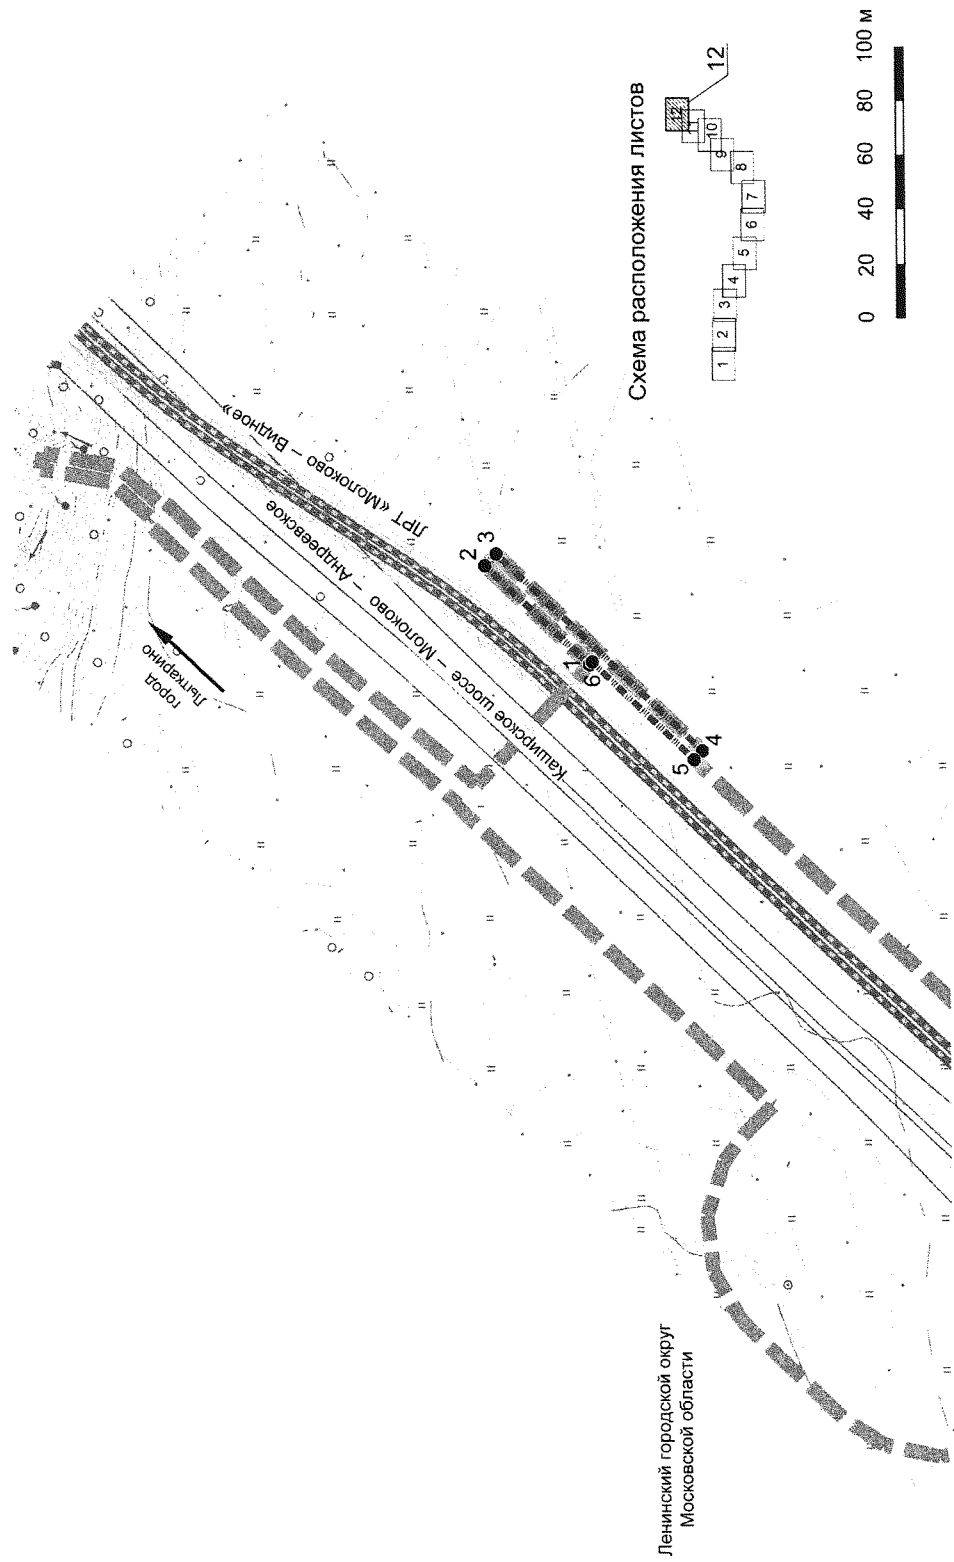 город
Лыткарино
ЛРТ «Молоково – Видное»
Каширское шоссе – Молоково – Андреевское
2
3
1
6
5
4
Ленинский городской округ
Московской области
Схема расположения листов
1
2
3
4
5
6
7
8
9
10
12
12
0 20 40 60 80 100 м